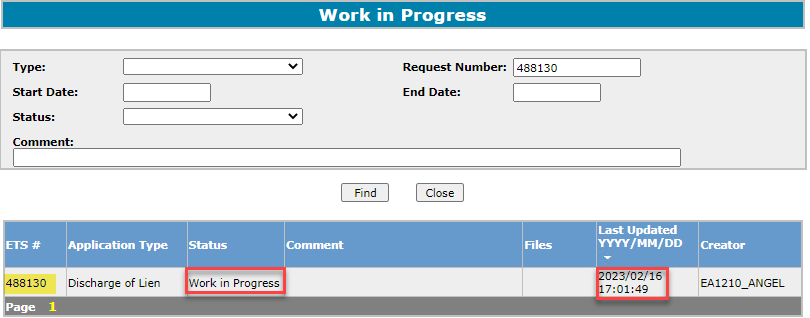 Work in Progress
Type: Request Number: 488130
Start Date: End Date:
Status:
Comment:
Find Close
ETS # Application Type Status Comment Files Last Updated YYYY/MM/DD Creator
488130 Discharge of Lien Work in Progress 2023/02/16 17:01:49 EA1210_ANGEL
Page 1